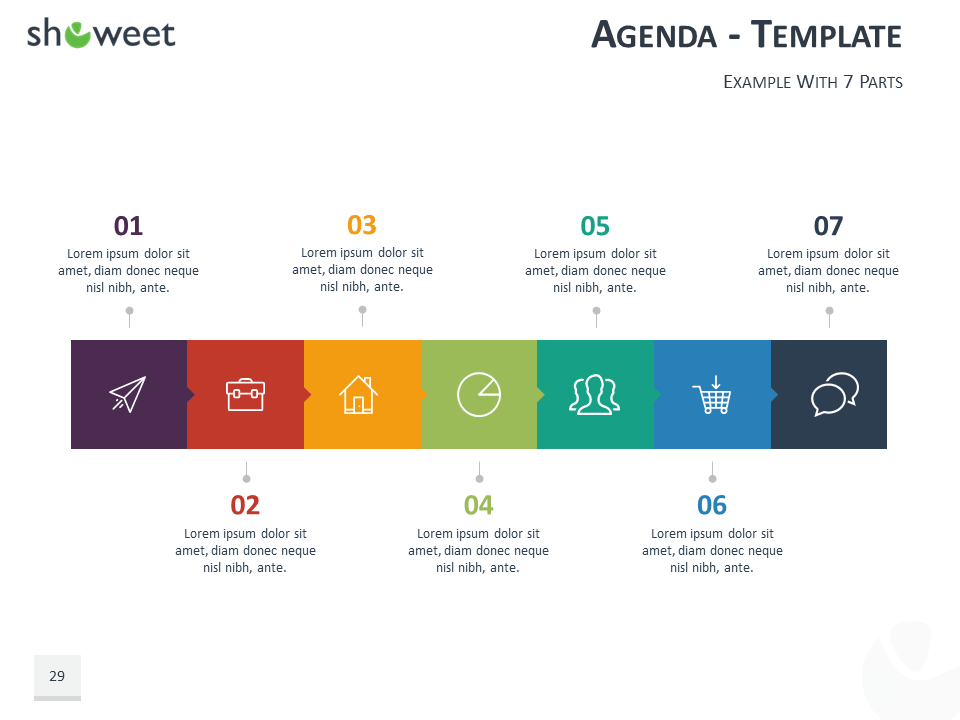 showeet
AGENDA - TEMPLATE
EXAMPLE WITH 7 PARTS
01
Lorem ipsum dolor sit
amet, diam donec neque
nisl nibh, ante.
03
Lorem ipsum dolor sit
amet, diam donec neque
nisl nibh, ante.
05
Lorem ipsum dolor sit
amet, diam donec neque
nisl nibh, ante.
07
Lorem ipsum dolor sit
amet, diam donec neque
nisl nibh, ante.
02
Lorem ipsum dolor sit
amet, diam donec neque
nisl nibh, ante.
04
Lorem ipsum dolor sit
amet, diam donec neque
nisl nibh, ante.
06
Lorem ipsum dolor sit
amet, diam donec neque
nisl nibh, ante.
29